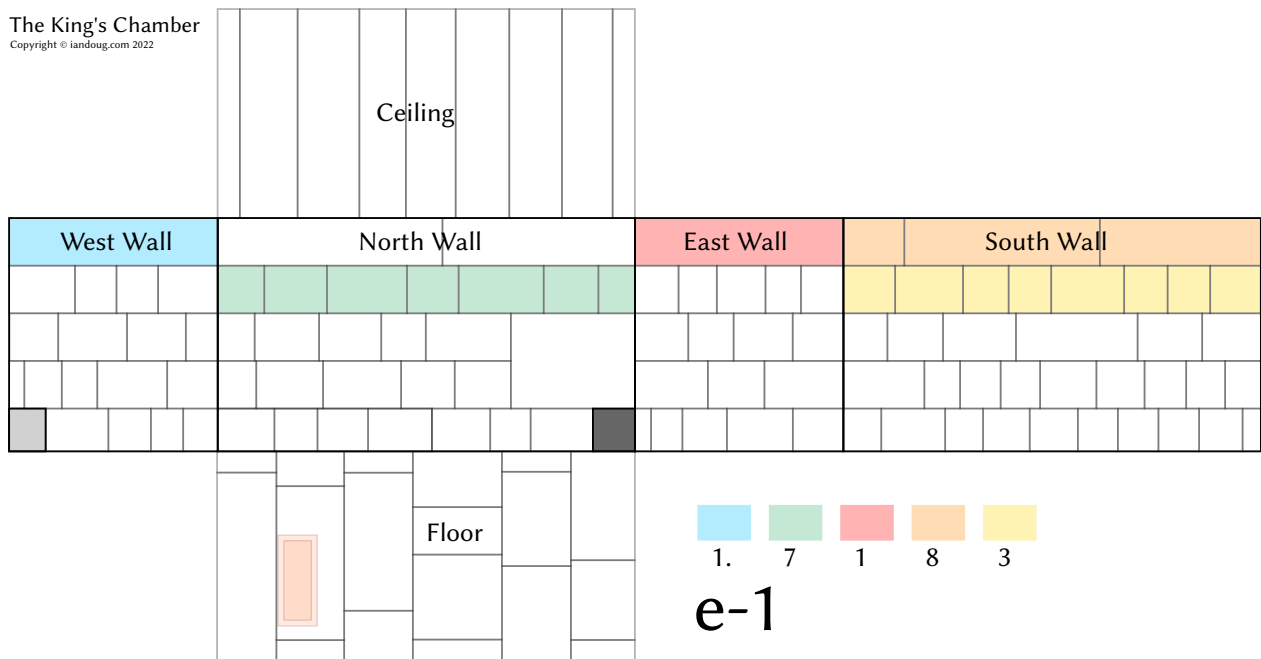 The King's Chamber
Copyright © iandoug.com 2022
Ceiling
West Wall
North Wall
East Wall
South Wall
Floor
1. 7 1 8 3
e-1